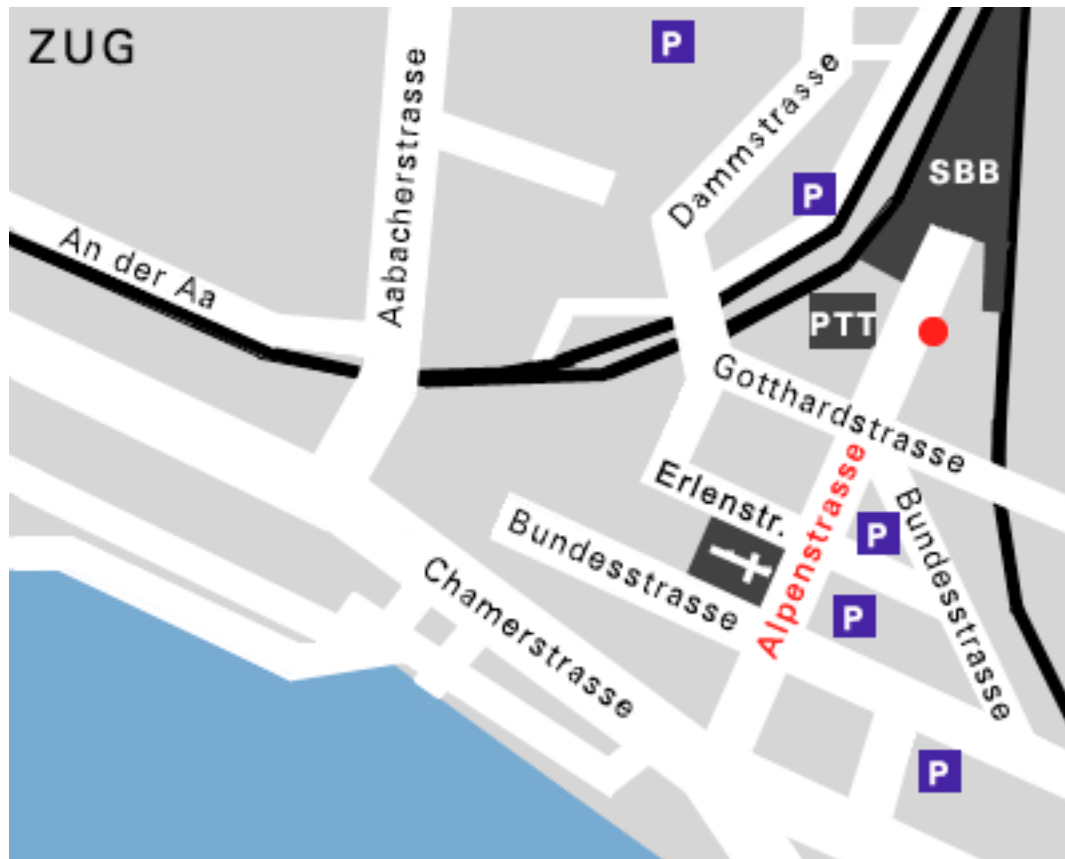 ZUG
P
Aabacherstrasse
Dammstrasse
P
SBB
An der Aa
PTT
Gotthardstrasse
Erlenstr.
Alpenstrasse
P
Bundesstrasse
Bundesstrasse
P
Chamerstrasse
P